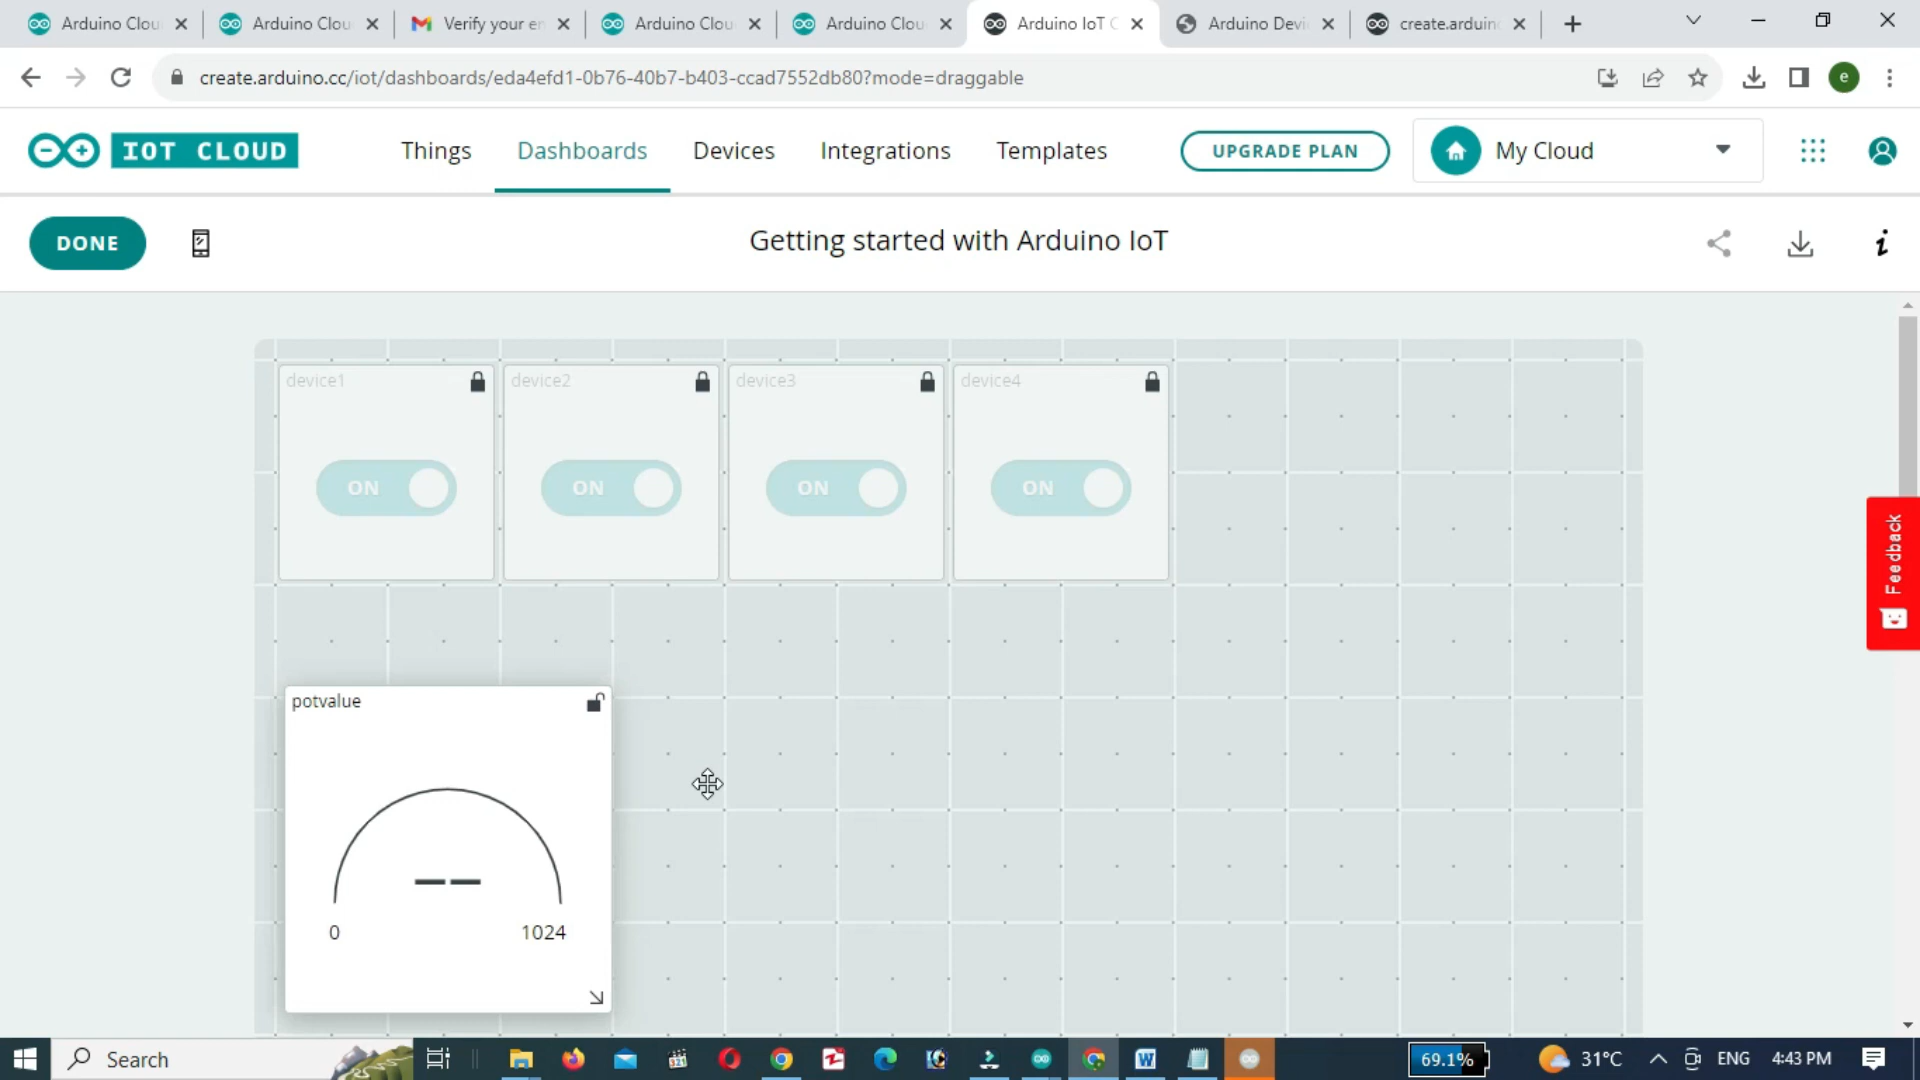 Arduino Clou
Arduino Clou
Verify your en
Arduino Clou
Arduino Clou
Arduino IoT C
Arduino Devi
create.arduino
create.arduino.cc/iot/dashboards/eda4efd1-0b76-40b7-b403-ccad7552db80?mode=draggable
e
IOT CLOUD
Things
Dashboards
Devices
Integrations
Templates
UPGRADE PLAN
My Cloud
DONE
Getting started with Arduino IoT
i
device1
device2
device3
device4
ON
ON
ON
ON
Feedback
potvalue
--
0
1024
Search
69.1%
31°C
ENG
4:43 PM